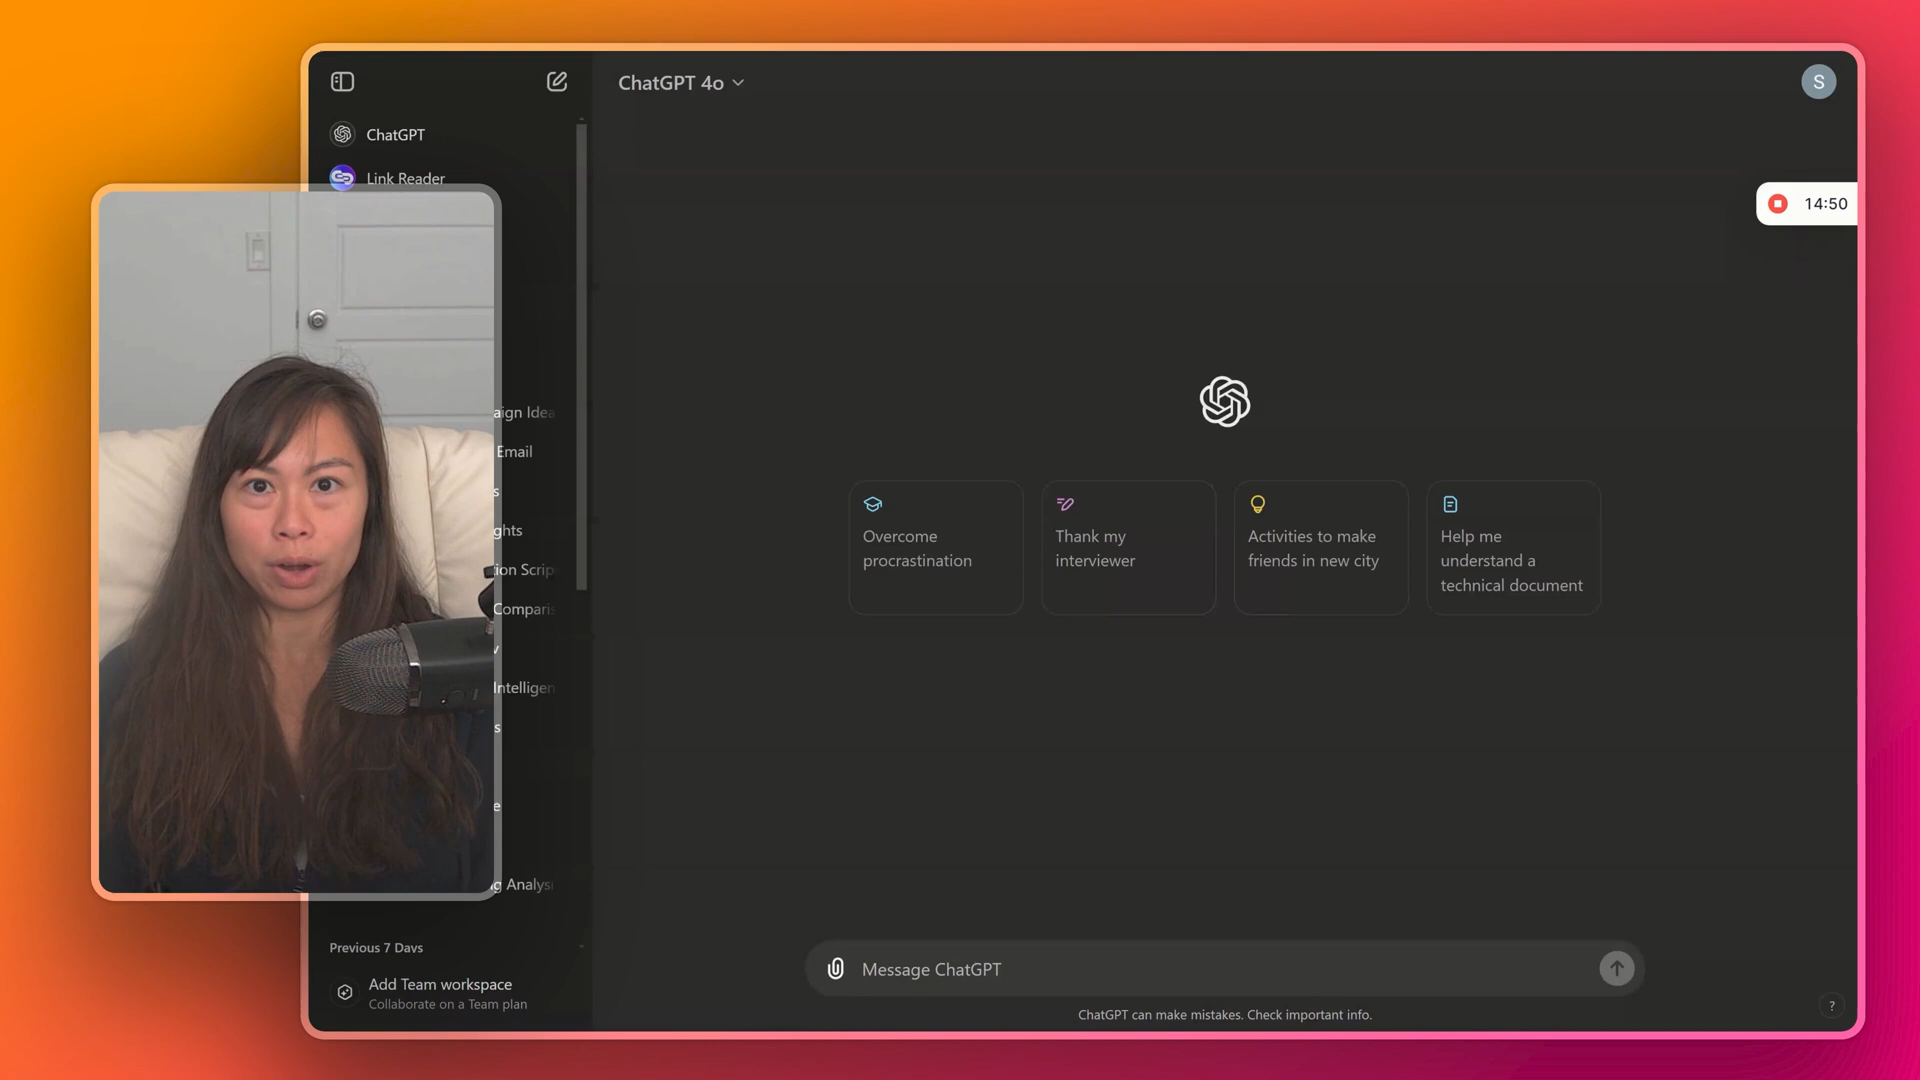 ChatGPT 4o
S
ChatGPT
Link Reader
14:50
Email
Overcome
procrastination
Thank my
interviewer
Activities to make
friends in new city
Help me
understand a
technical document
Previous 7 Days
Add Team workspace
Collaborate on a Team plan
Message ChatGPT
ChatGPT can make mistakes. Check important info.
?